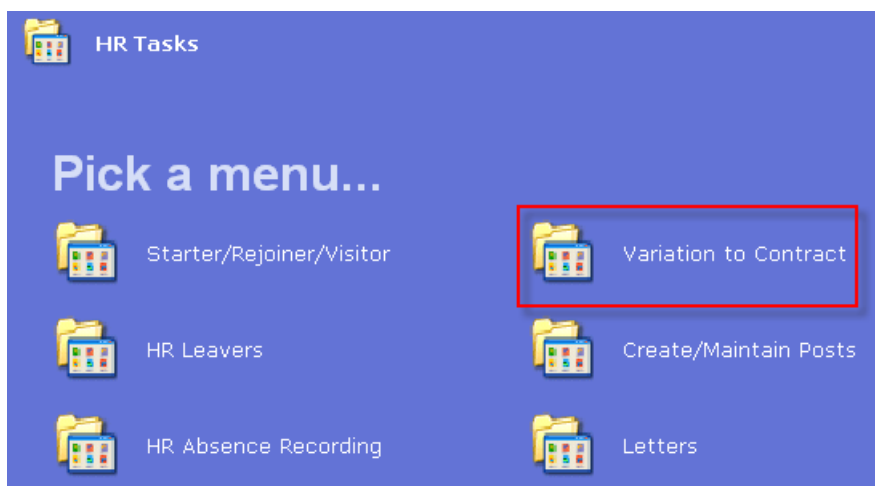 HR Tasks
Pick a menu...
Starter/Rejoiner/Visitor
Variation to Contract
HR Leavers
Create/Maintain Posts
HR Absence Recording
Letters